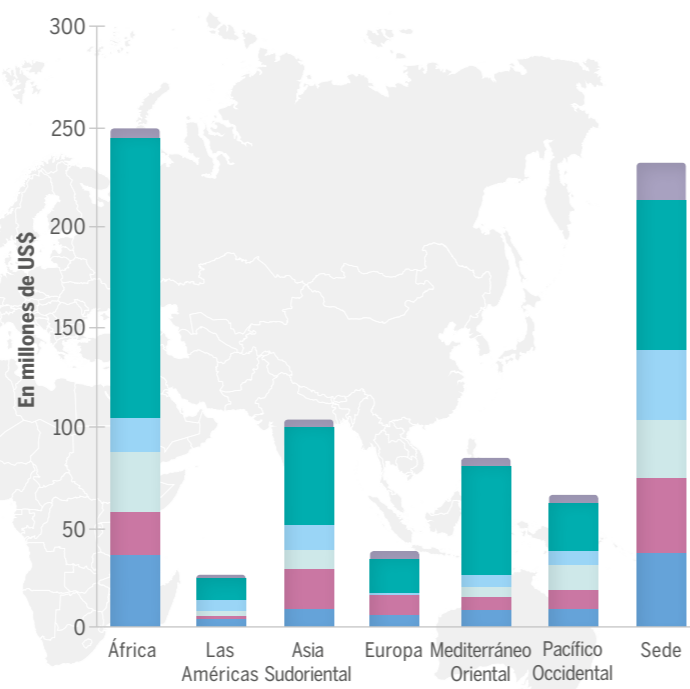 300
250
200
150
100
50
0
En millones de US$
África
Las
Américas
Asia
Sudoriental
Europa
Mediterráneo
Oriental
Pacífico
Occidental
Sede